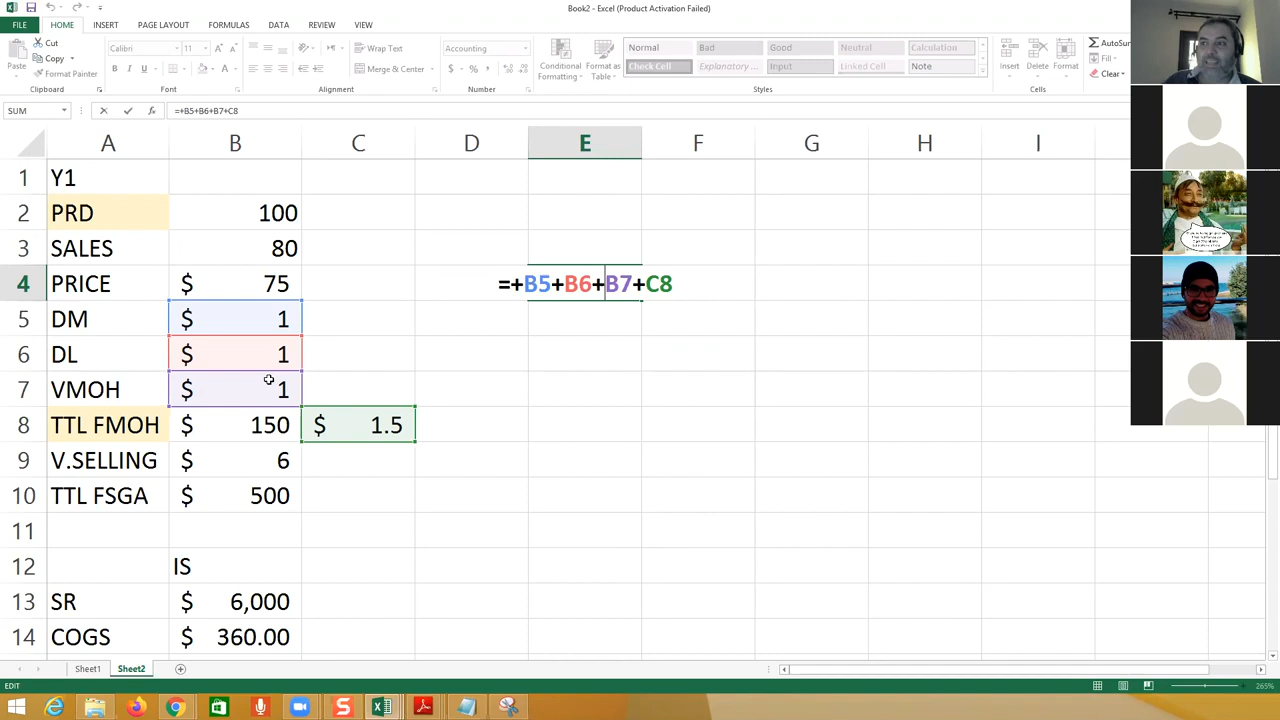 Book2 - Excel (Product Activation Failed)
FILE HOME INSERT PAGE LAYOUT FORMULAS DATA REVIEW VIEW
Cut
Copy
Format Painter
Paste
Calibri 11
Wrap Text
Merge & Center
Accounting
$ % ,
Conditional
Formatting
Format as
Table
Normal Bad Good Neutral Calculation
Check Cell Explanatory ... Input Linked Cell Note
Insert Delete Format
AutoSum
Fill
Clear
Clipboard Font Alignment Number Styles Cells
SUM =+B5+B6+B7+C8
A B C D E F G H I
1 Y1
2 PRD 100
3 SALES 80
4 PRICE $ 75 =+B5+B6+B7+C8
5 DM $ 1
6 DL $ 1
7 VMOH $ 1
8 TTL FMOH $ 150 $ 1.5
9 V.SELLING $ 6
10 TTL FSGA $ 500
11
12 IS
13 SR $ 6,000
14 COGS $ 360.00
Sheet1 Sheet2
EDIT 265%